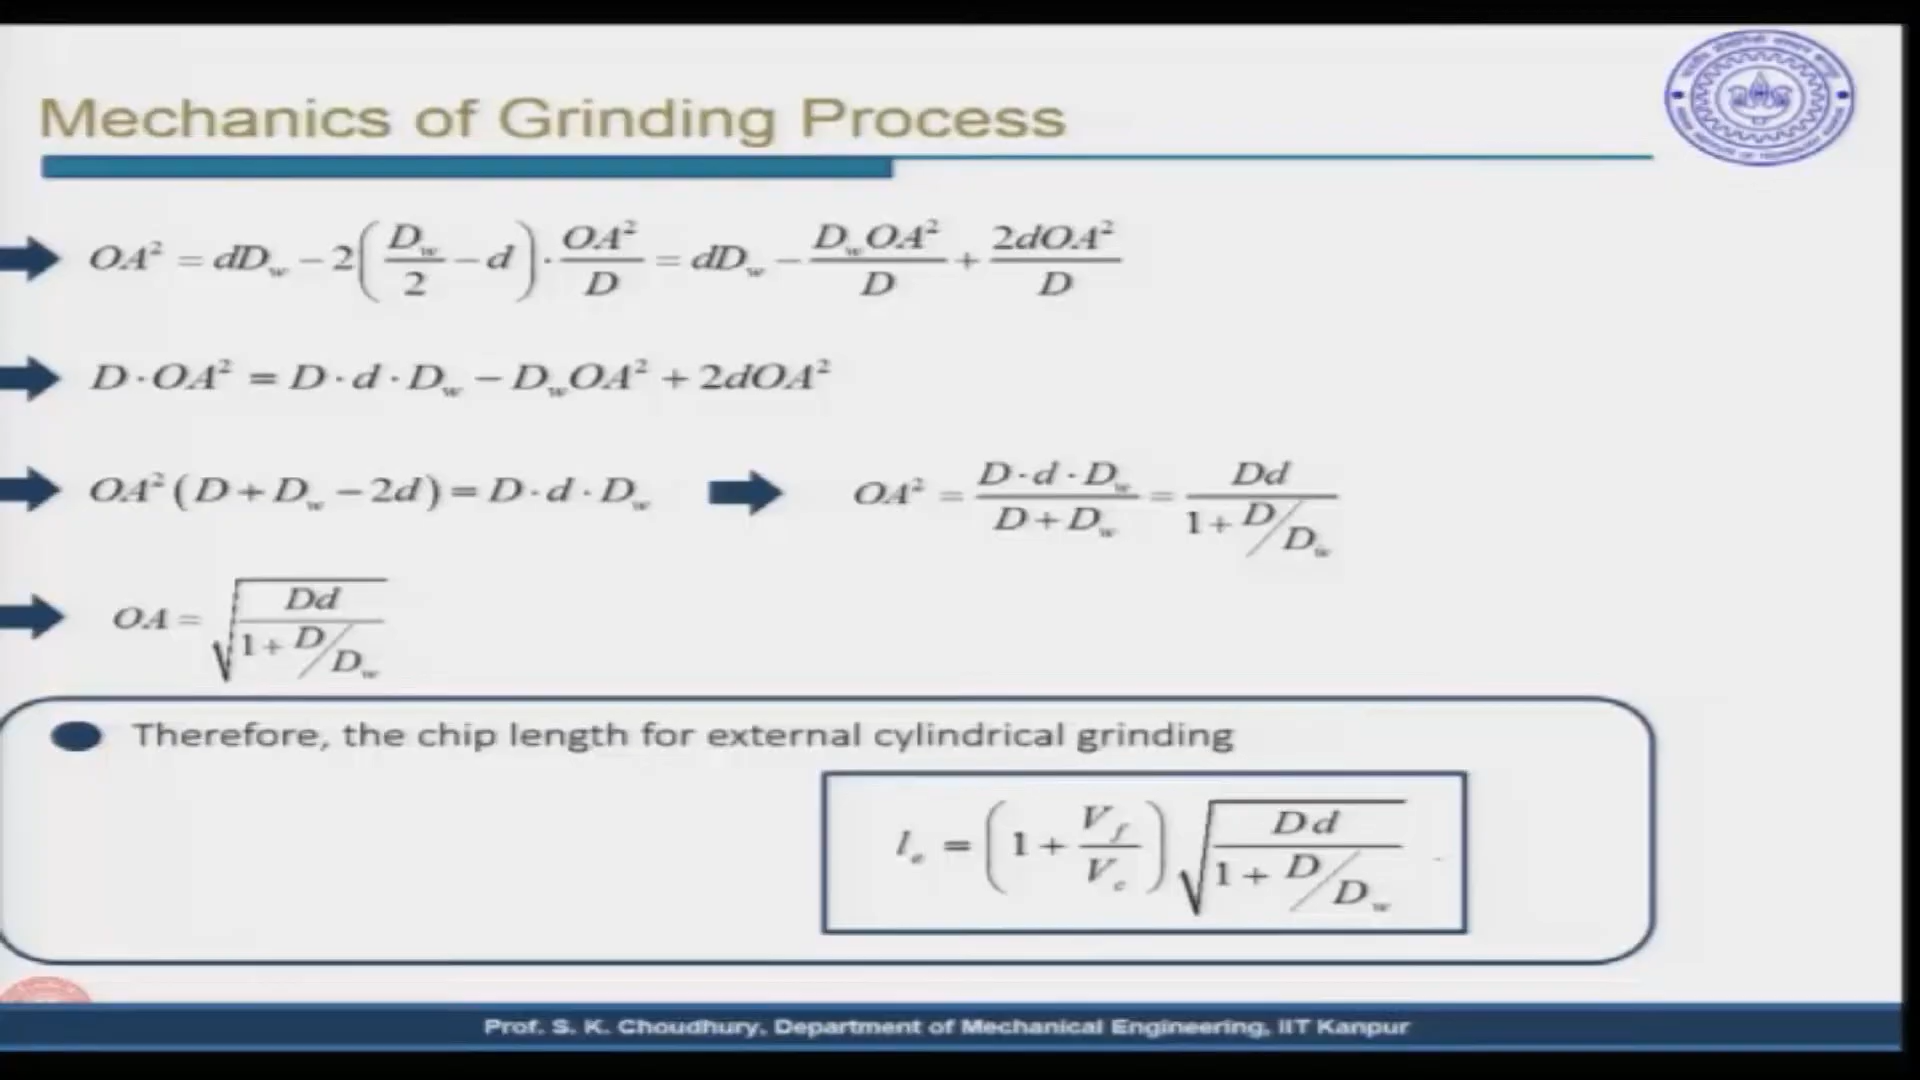 Mechanics of Grinding Process
OA² = dD_w − 2(D_w/2 − d) · OA²/D = dD_w − D_wOA²/D + 2dOA²/D
D · OA² = D · d · D_w − D_wOA² + 2dOA²
OA²(D + D_w − 2d) = D · d · D_w OA² = D · d · D_w/D + D_w = Dd/1 + D/D_w
OA = √Dd/1 + D/D_w
Therefore, the chip length for external cylindrical grinding
l_e = (1 + V_f/V_c) √Dd/1 + D/D_w
Prof. S. K. Choudhury, Department of Mechanical Engineering, IIT Kanpur